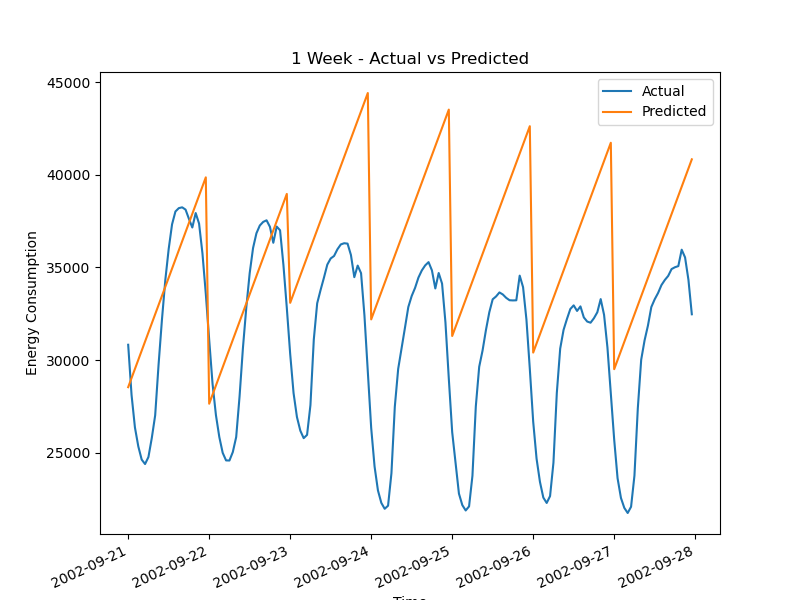 1 Week - Actual vs Predicted
Actual
Predicted
45000
40000
35000
30000
25000
Energy Consumption
2002-09-21
2002-09-22
2002-09-23
2002-09-24
2002-09-25
2002-09-26
2002-09-27
2002-09-28
Time